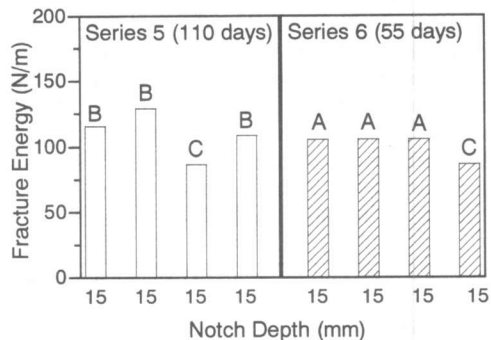 200
Series 5 (110 days) Series 6 (55 days)
150
100
50
0
Fracture Energy (N/m)
B B C B A A A C
15 15 15 15 15 15 15 15
Notch Depth (mm)